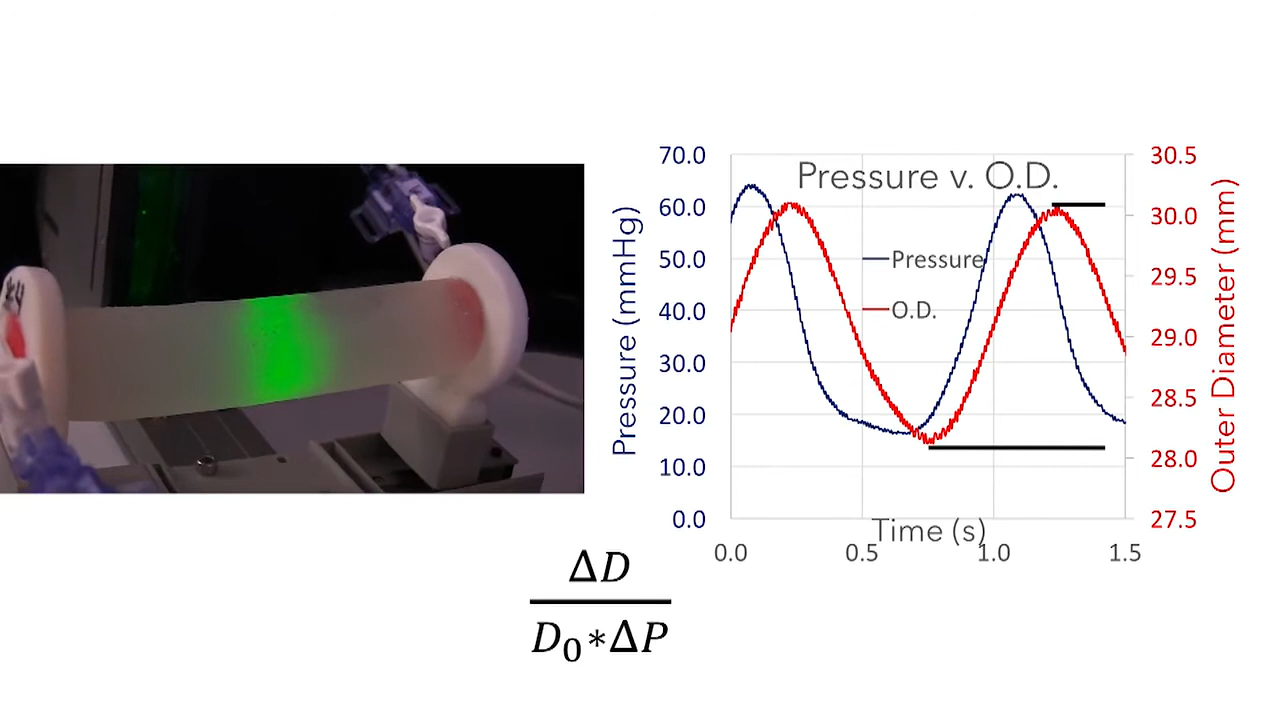 Pressure v. O.D.
Pressure (mmHg)
70.0
60.0
50.0
40.0
30.0
20.0
10.0
0.0
Pressure
O.D.
30.5
30.0
29.5
29.0
28.5
28.0
27.5
Outer Diameter (mm)
Time (s)
0.0 0.5 1.0 1.5
ΔD
D₀*ΔP